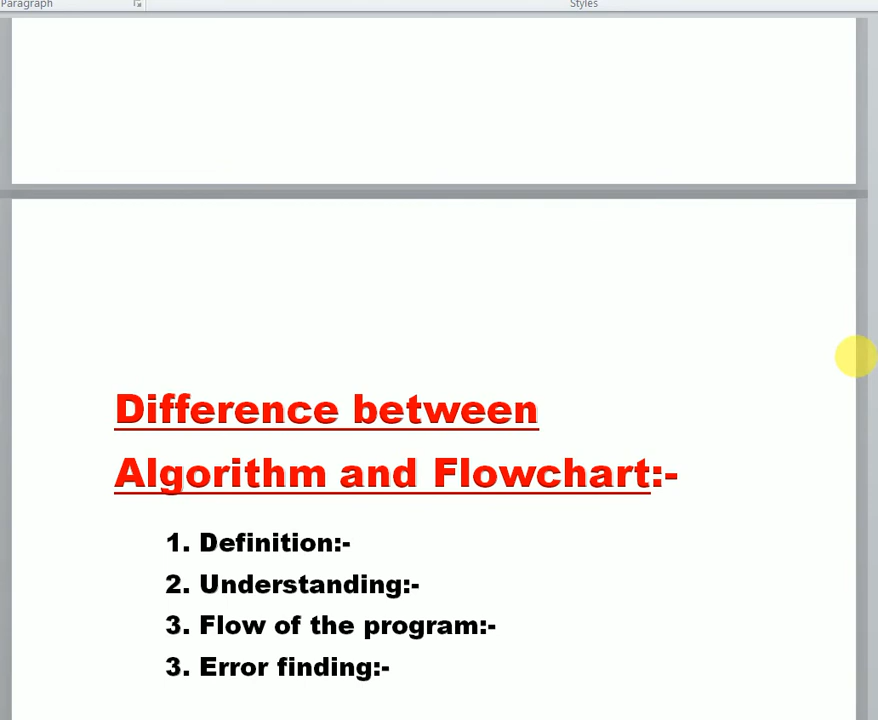 Paragraph
Styles
Difference between
Algorithm and Flowchart:-
1. Definition:-
2. Understanding:-
3. Flow of the program:-
3. Error finding:-